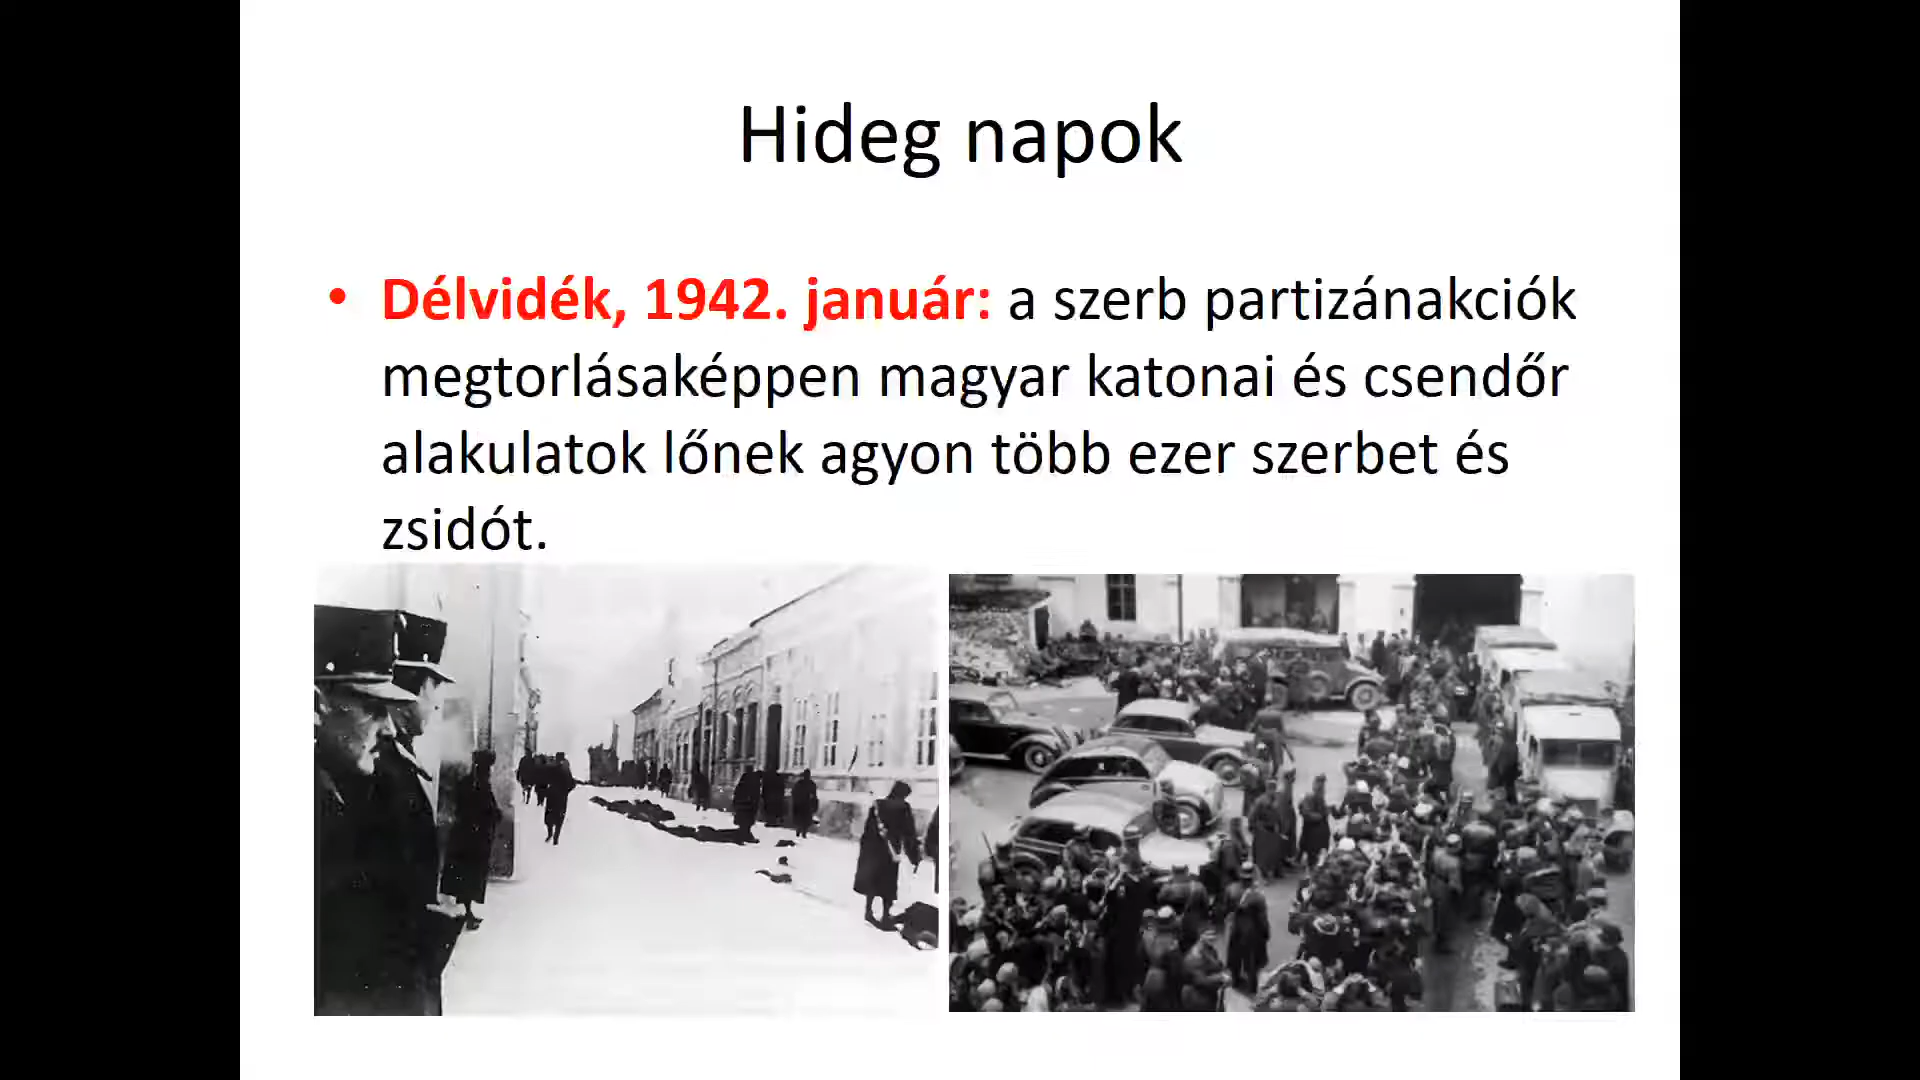 Hideg napok
• Délvidék, 1942. január: a szerb partizánakciók
megtorlásaképpen magyar katonai és csendőr
alakulatok lőnek agyon több ezer szerbet és
zsidót.